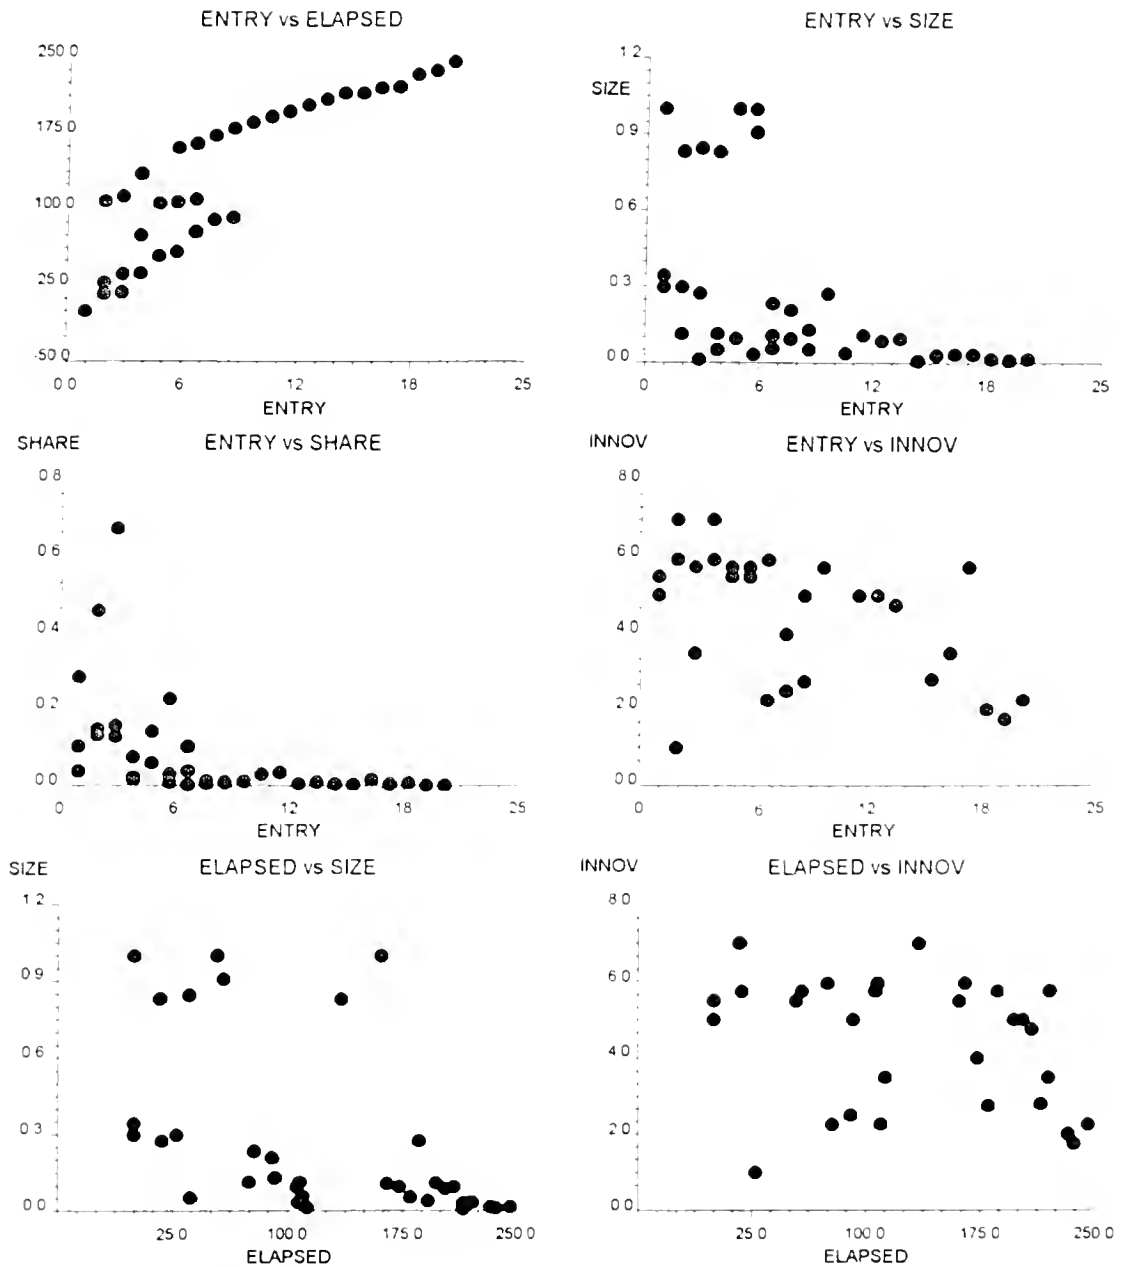 ENTRY vs ELAPSED
250 0
175 0
100 0
25 0
-50 0
0 0 6 12 18 25
ENTRY
ENTRY vs SIZE
1 2
SIZE
0 9
0 6
0 3
0 0
0 6 12 18 25
ENTRY
SHARE ENTRY vs SHARE
0 8
0 6
0 4
0 2
0 0
0 6 12 18 25
ENTRY
INNOV ENTRY vs INNOV
8 0
6 0
4 0
2 0
0 0
0 6 12 18 25
ENTRY
SIZE ELAPSED vs SIZE
1 2
0 9
0 6
0 3
0 0
25 0 100 0 175 0 250 0
ELAPSED
INNOV ELAPSED vs INNOV
8 0
6 0
4 0
2 0
0 0
25 0 100 0 175 0 250 0
ELAPSED